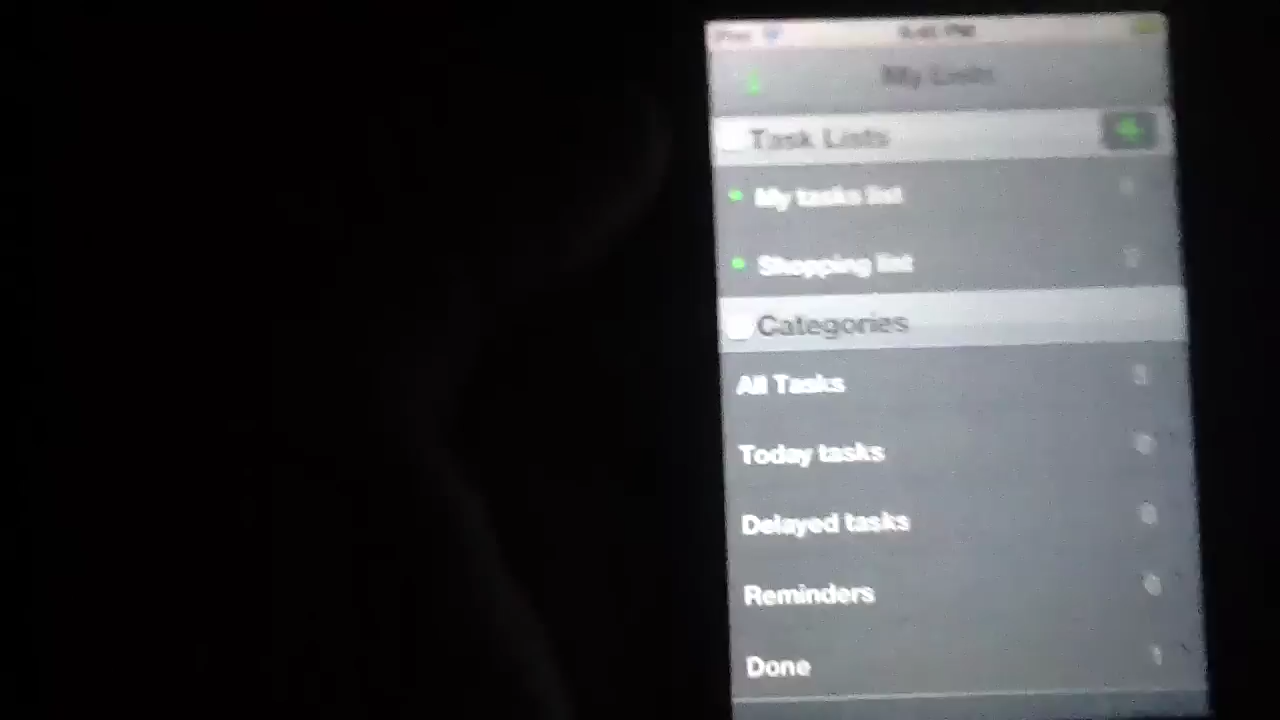 My Lists
Task Lists
My tasks list
Shopping list
Categories
All Tasks
Today tasks
Delayed tasks
Reminders
Done